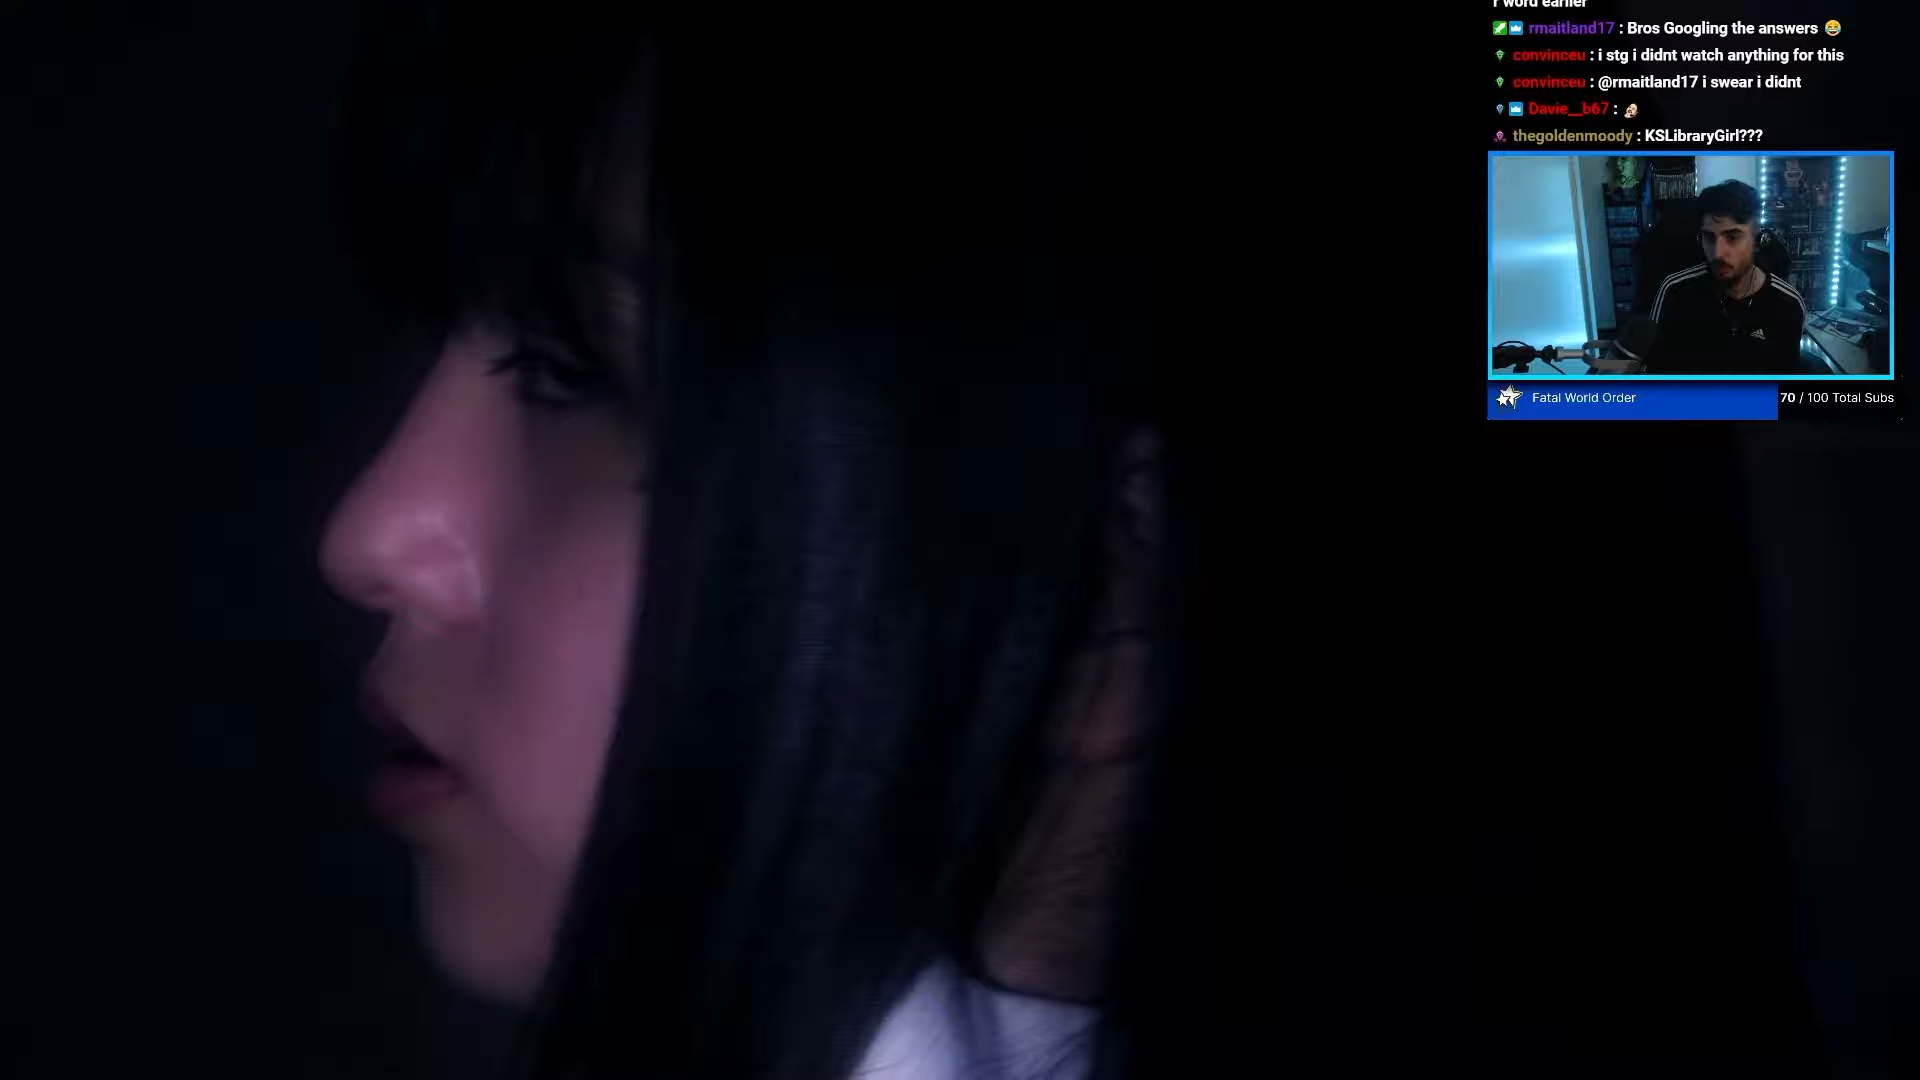 r word earlier
rmaitland17 : Bros Googling the answers 😂
convinceu : i stg i didnt watch anything for this
convinceu : @rmaitland17 i swear i didnt
Davie__b67 :
thegoldenmoody : KSLibraryGirl???
Fatal World Order
70 / 100 Total Subs